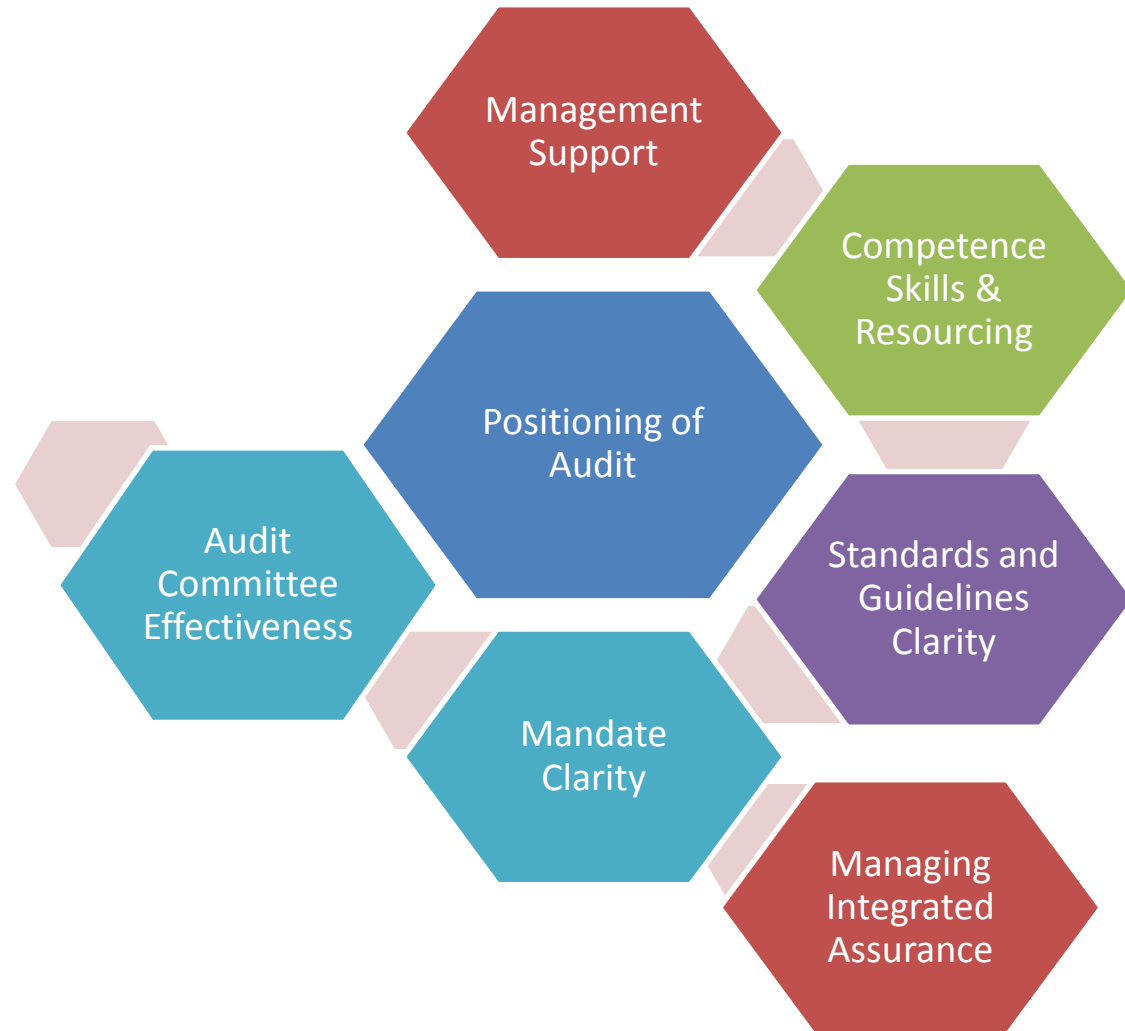 Management
Support
Competence
Skills &
Resourcing
Positioning of
Audit
Audit
Committee
Effectiveness
Standards and
Guidelines
Clarity
Mandate
Clarity
Managing
Integrated
Assurance